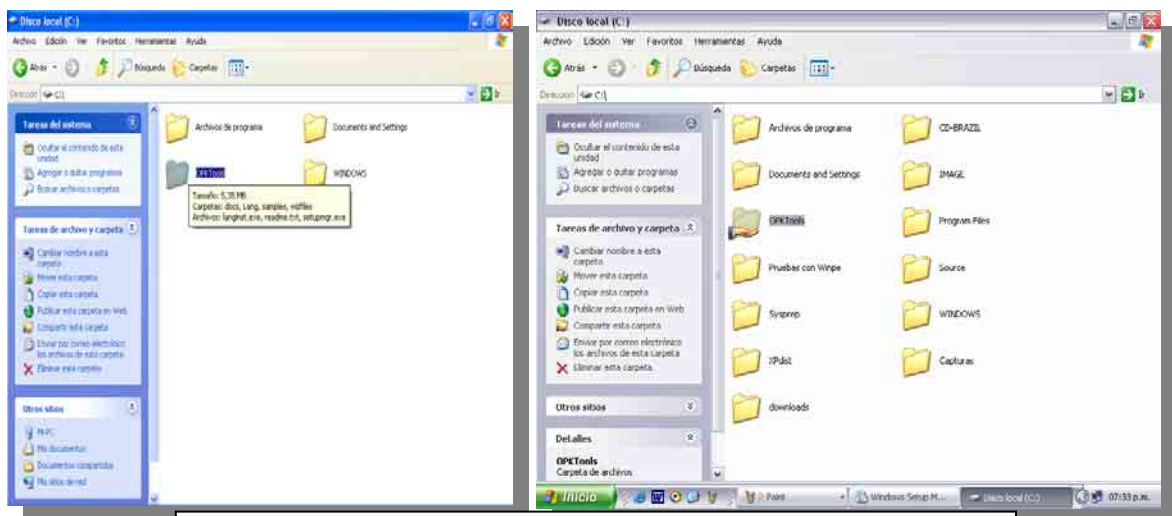 Disco local (C:)
Archivo Edición Ver Favoritos Herramientas Ayuda
Atrás Búsqueda Carpetas
Dirección C:\ Ir
Tareas del sistema
Ocultar el contenido de esta
unidad
Agregar o quitar programas
Buscar archivos o carpetas
Tareas de archivo y carpeta
Cambiar nombre a esta
carpeta
Mover esta carpeta
Copiar esta carpeta
Publicar esta carpeta en Web
Compartir esta carpeta
Enviar por correo electrónico
los archivos de esta carpeta
Eliminar esta carpeta
Otros sitios
Mi PC
Mis documentos
Documentos compartidos
Mis sitios de red
Archivos de programa
Documents and Settings
OPKTools
WINDOWS
Tamaño: 5,35 MB
Carpetas: docs, Lang, samples, wizfiles
Archivos: langinst.exe, readme.txt, setupmgr.exe
Disco local (C:)
Archivo Edición Ver Favoritos Herramientas Ayuda
Atrás Búsqueda Carpetas
Dirección C:\ Ir
Tareas del sistema
Ocultar el contenido de esta
unidad
Agregar o quitar programas
Buscar archivos o carpetas
Tareas de archivo y carpeta
Cambiar nombre a esta
carpeta
Mover esta carpeta
Copiar esta carpeta
Publicar esta carpeta en Web
Compartir esta carpeta
Enviar por correo electrónico
los archivos de esta carpeta
Eliminar esta carpeta
Otros sitios
Detalles
OPKTools
Carpeta de archivos
Archivos de programa
CD-BRAZIL
Documents and Settings
IMAGE
OPKTools
Program Files
Pruebas con Winpe
Source
Sysprep
WINDOWS
XPdist
Capturas
downloads
Inicio 2 Paint Windows Setup M... Disco local (C:) 07:33 p.m.